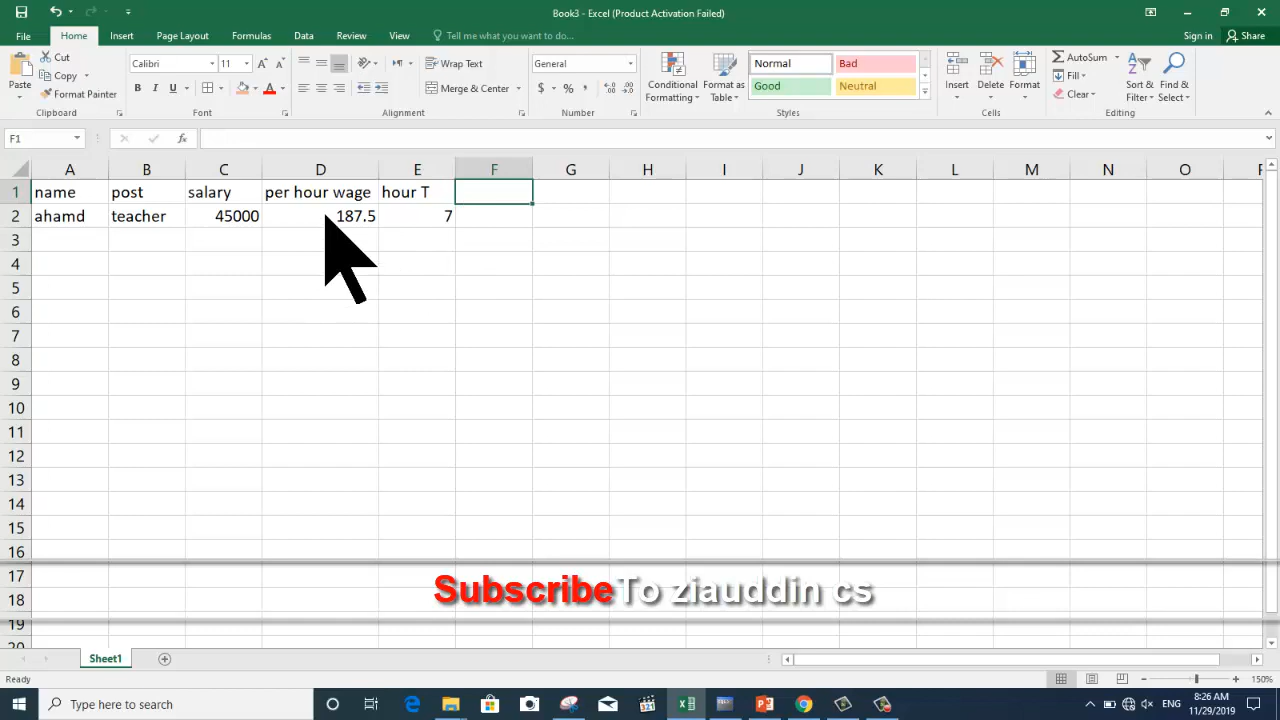 Book3 - Excel (Product Activation Failed)
File Home Insert Page Layout Formulas Data Review View Tell me what you want to do... Sign in Share
Paste Cut Copy Format Painter Clipboard
Calibri B I U A Font
Wrap Text Merge & Center Alignment
General $ % , Number
Conditional Formatting Format as Table Normal Bad Good Neutral Styles
Insert Delete Format Cells
AutoSum Fill Clear Sort & Filter Find & Select Editing
F1 fx
A B C D E F G H I J K L M N O
1 name post salary per hour wage hour T
2 ahamd teacher 45000 187.5 7
3
4
5
6
7
8
9
10
11
12
13
14
15
16
17
18
19
20
Subscribe To ziauddin cs
Sheet1
Ready 150%
Type here to search ENG 8:26 AM
11/29/2019